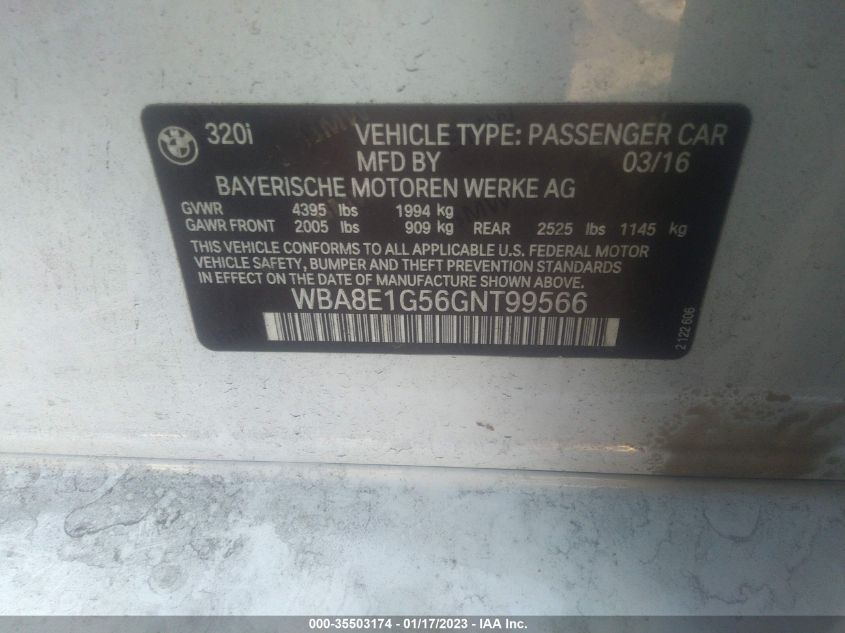 320i VEHICLE TYPE: PASSENGER CAR
MFD BY 03/16
BAYERISCHE MOTOREN WERKE AG
GVWR 4395 lbs 1994 kg
GAWR FRONT 2005 lbs 909 kg REAR 2525 lbs 1145 kg
THIS VEHICLE CONFORMS TO ALL APPLICABLE U.S. FEDERAL MOTOR
VEHICLE SAFETY, BUMPER AND THEFT PREVENTION STANDARDS
IN EFFECT ON THE DATE OF MANUFACTURE SHOWN ABOVE.
WBA8E1G56GNT99566
2 122 606
000-35503174 - 01/17/2023 - IAA Inc.